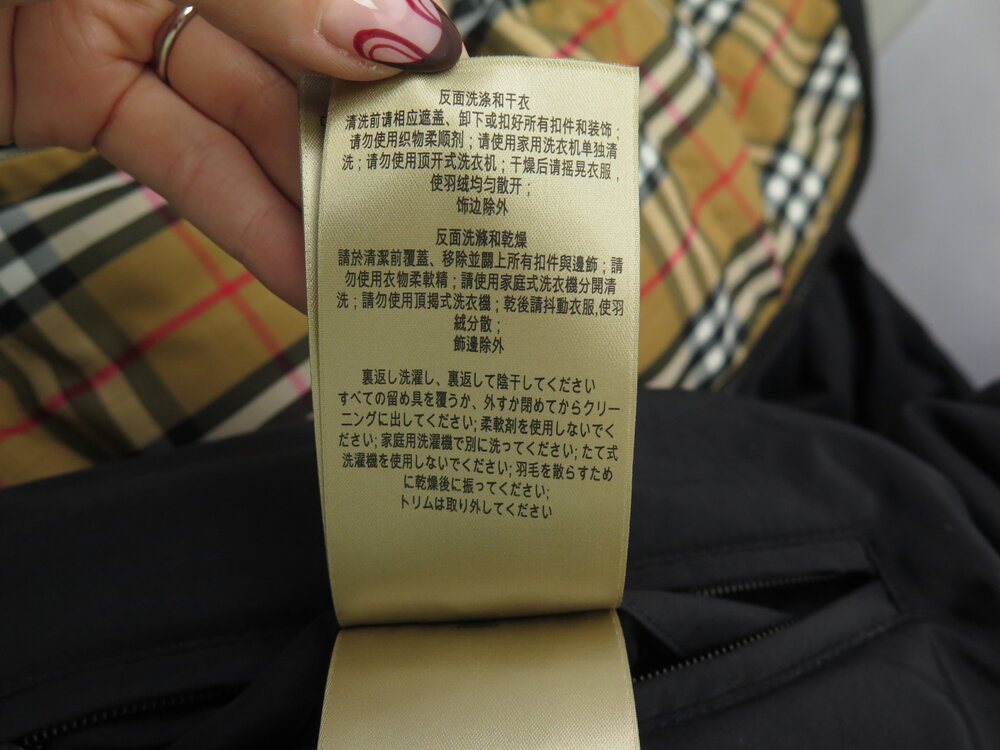 反面洗涤和干衣
清洗前请相应遮盖、卸下或扣好所有扣件和装饰;
请勿使用织物柔顺剂;请使用家用洗衣机单独清
洗;请勿使用顶开式洗衣机;干燥后请摇晃衣服,
使羽绒均匀散开;
饰边除外
反面洗滌和乾燥
請於清潔前覆蓋、移除並關上所有扣件與邊飾;請
勿使用衣物柔軟精;請使用家庭式洗衣機分開清
洗;請勿使用頂揭式洗衣機;乾後請抖動衣服,使羽
絨分散;
飾邊除外
裏返し洗濯し、裏返して陰干してください
すべての留め具を覆うか、外すか閉めてからクリー
ニングに出してください;柔軟剤を使用しないでく
ださい;家庭用洗濯機で別に洗ってください;たて式
洗濯機を使用しないでください;羽毛を散らすため
に乾燥後に振ってください;
トリムは取り外してください